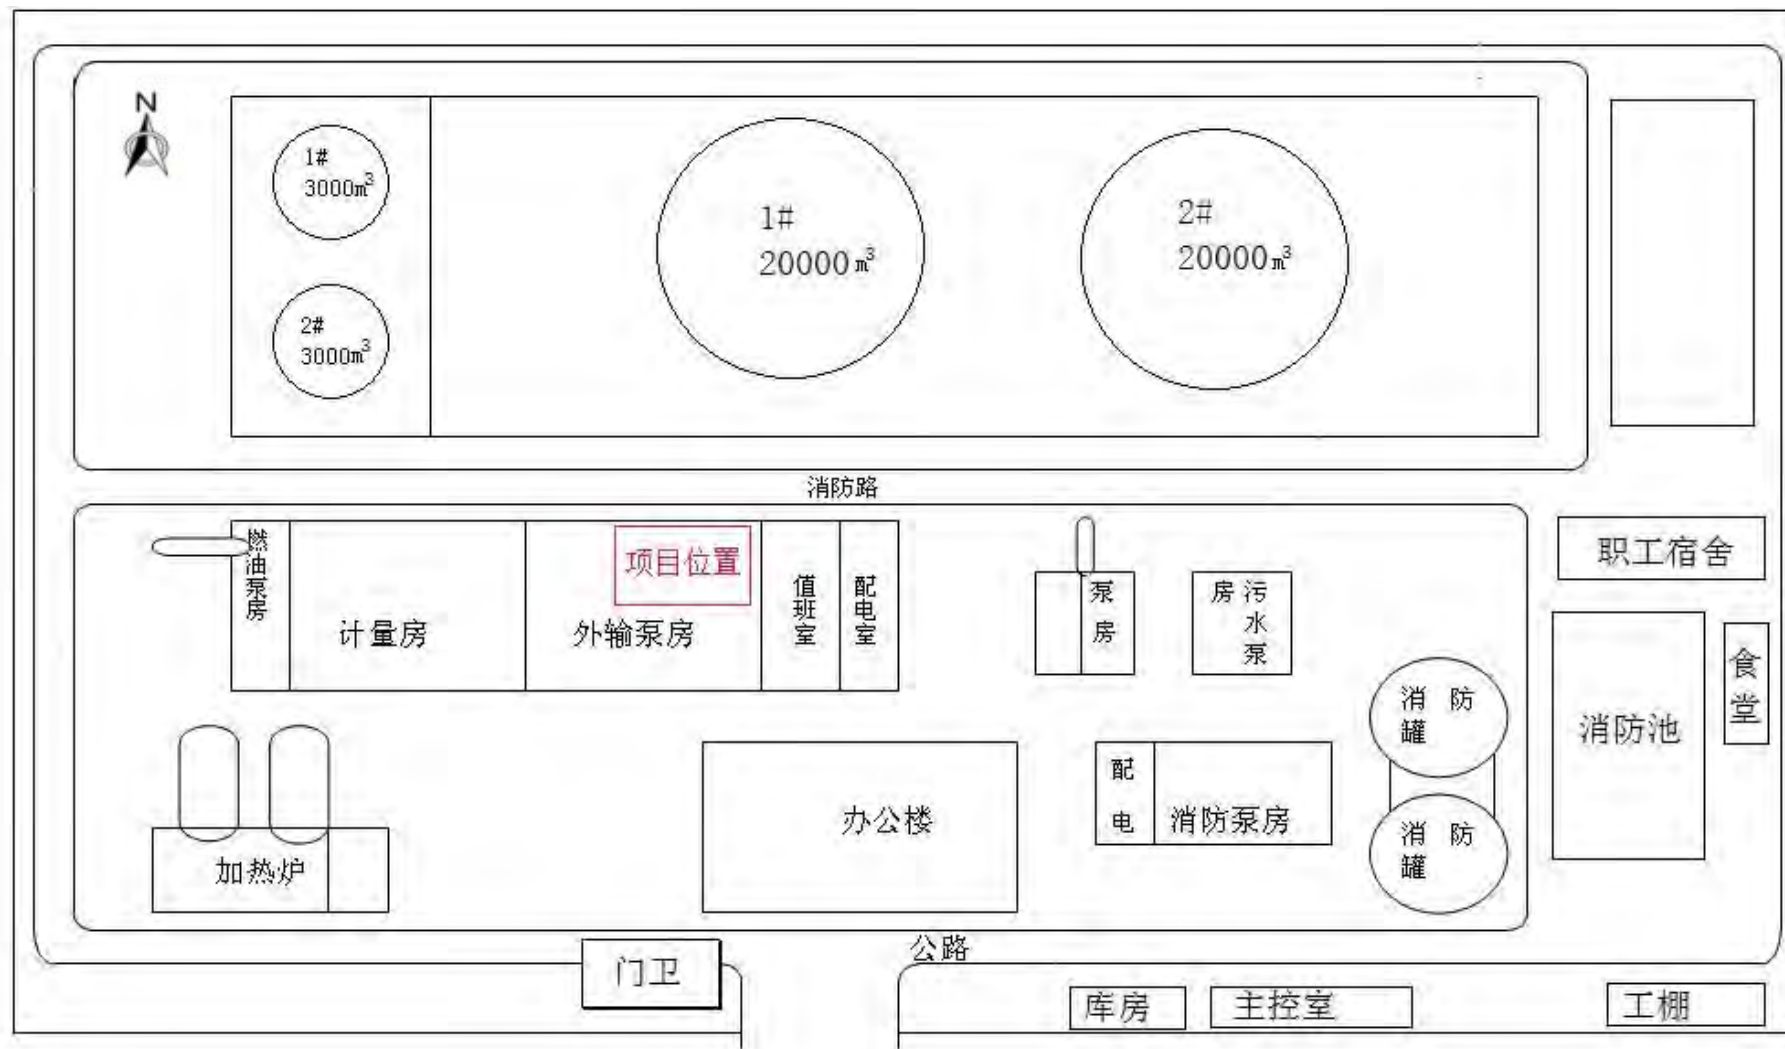 N
1#
3000m³
2#
3000m³
1#
20000m³
2#
20000m³
消防路
燃油泵房
计量房
外输泵房
项目位置
值班室
配电室
泵房
污水泵房
职工宿舍
消防池
食堂
消防罐
消防罐
加热炉
办公楼
配电
消防泵房
公路
门卫
库房
主控室
工棚